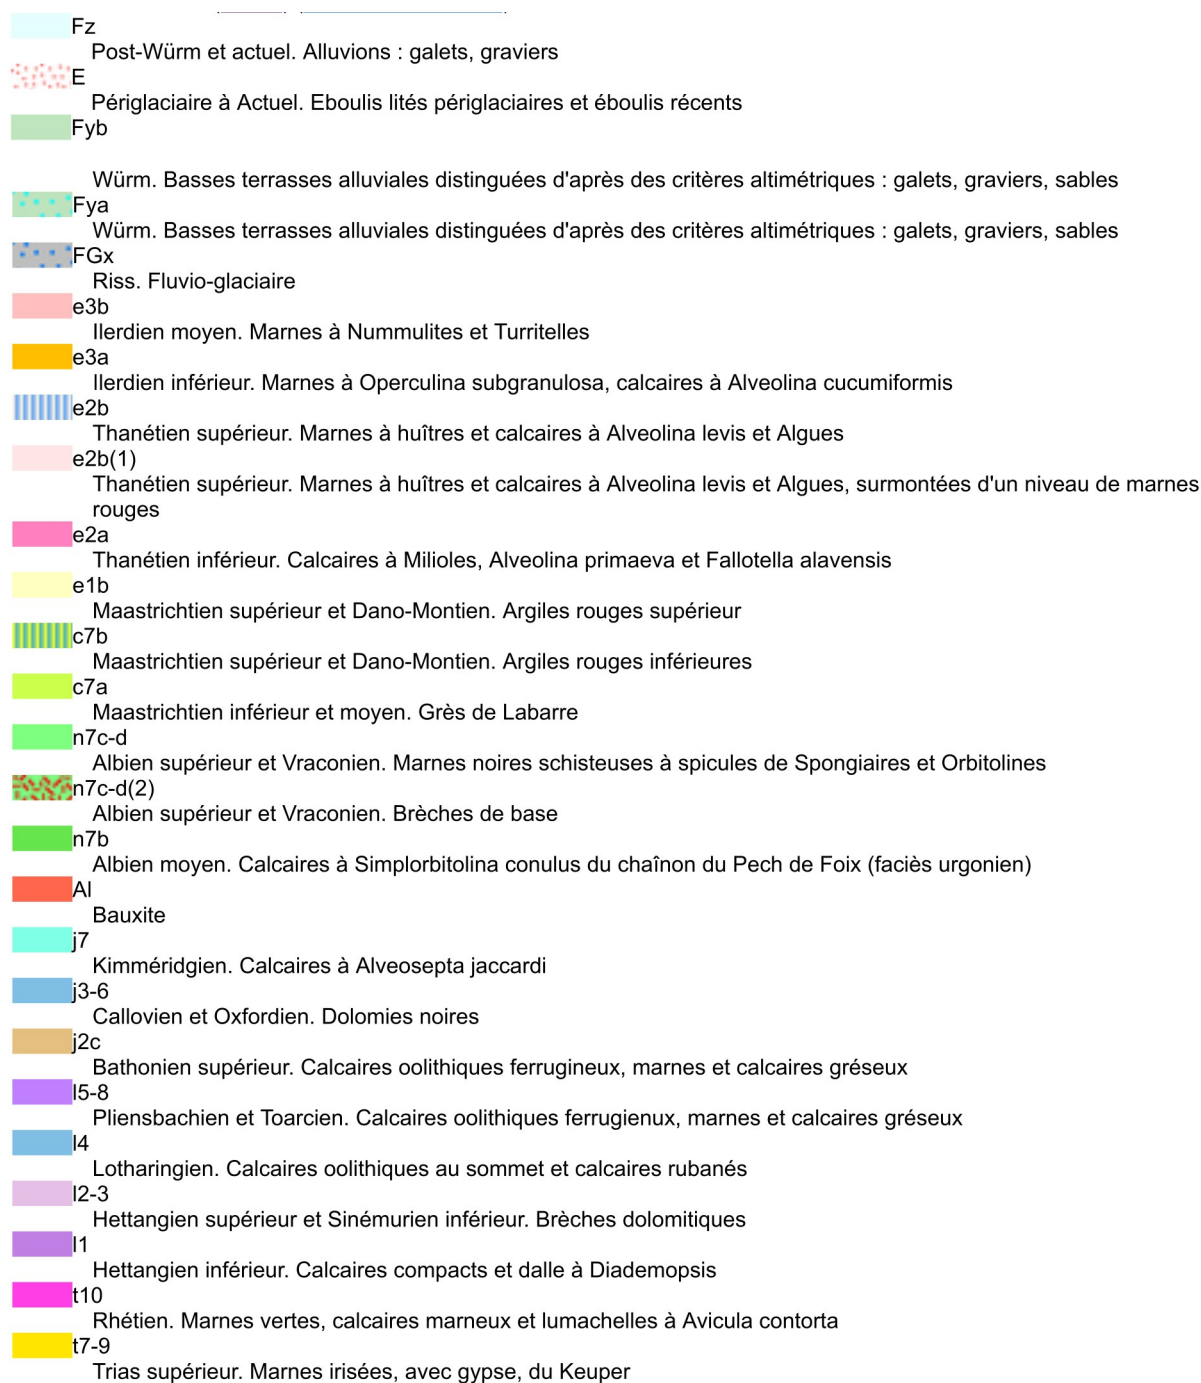 Fz
Post-Würm et actuel. Alluvions : galets, graviers
E
Périglaciaire à Actuel. Eboulis lités périglaciaires et éboulis récents
Fyb
Würm. Basses terrasses alluviales distinguées d'après des critères altimétriques : galets, graviers, sables
Fya
Würm. Basses terrasses alluviales distinguées d'après des critères altimétriques : galets, graviers, sables
FGx
Riss. Fluvio-glaciaire
e3b
Ilerdien moyen. Marnes à Nummulites et Turritelles
e3a
Ilerdien inférieur. Marnes à Operculina subgranulosa, calcaires à Alveolina cucumiformis
e2b
Thanétien supérieur. Marnes à huîtres et calcaires à Alveolina levis et Algues
e2b(1)
Thanétien supérieur. Marnes à huîtres et calcaires à Alveolina levis et Algues, surmontées d'un niveau de marnes
rouges
e2a
Thanétien inférieur. Calcaires à Milioles, Alveolina primaeva et Fallotella alavensis
e1b
Maastrichtien supérieur et Dano-Montien. Argiles rouges supérieur
c7b
Maastrichtien supérieur et Dano-Montien. Argiles rouges inférieures
c7a
Maastrichtien inférieur et moyen. Grès de Labarre
n7c-d
Albien supérieur et Vraconien. Marnes noires schisteuses à spicules de Spongiaires et Orbitolines
n7c-d(2)
Albien supérieur et Vraconien. Brèches de base
n7b
Albien moyen. Calcaires à Simplorbitolina conulus du chaînon du Pech de Foix (faciès urgonien)
Al
Bauxite
j7
Kimméridgien. Calcaires à Alveosepta jaccardi
j3-6
Callovien et Oxfordien. Dolomies noires
j2c
Bathonien supérieur. Calcaires oolithiques ferrugineux, marnes et calcaires gréseux
l5-8
Pliensbachien et Toarcien. Calcaires oolithiques ferrugienux, marnes et calcaires gréseux
l4
Lotharingien. Calcaires oolithiques au sommet et calcaires rubanés
l2-3
Hettangien supérieur et Sinémurien inférieur. Brèches dolomitiques
l1
Hettangien inférieur. Calcaires compacts et dalle à Diademopsis
t10
Rhétien. Marnes vertes, calcaires marneux et lumachelles à Avicula contorta
t7-9
Trias supérieur. Marnes irisées, avec gypse, du Keuper